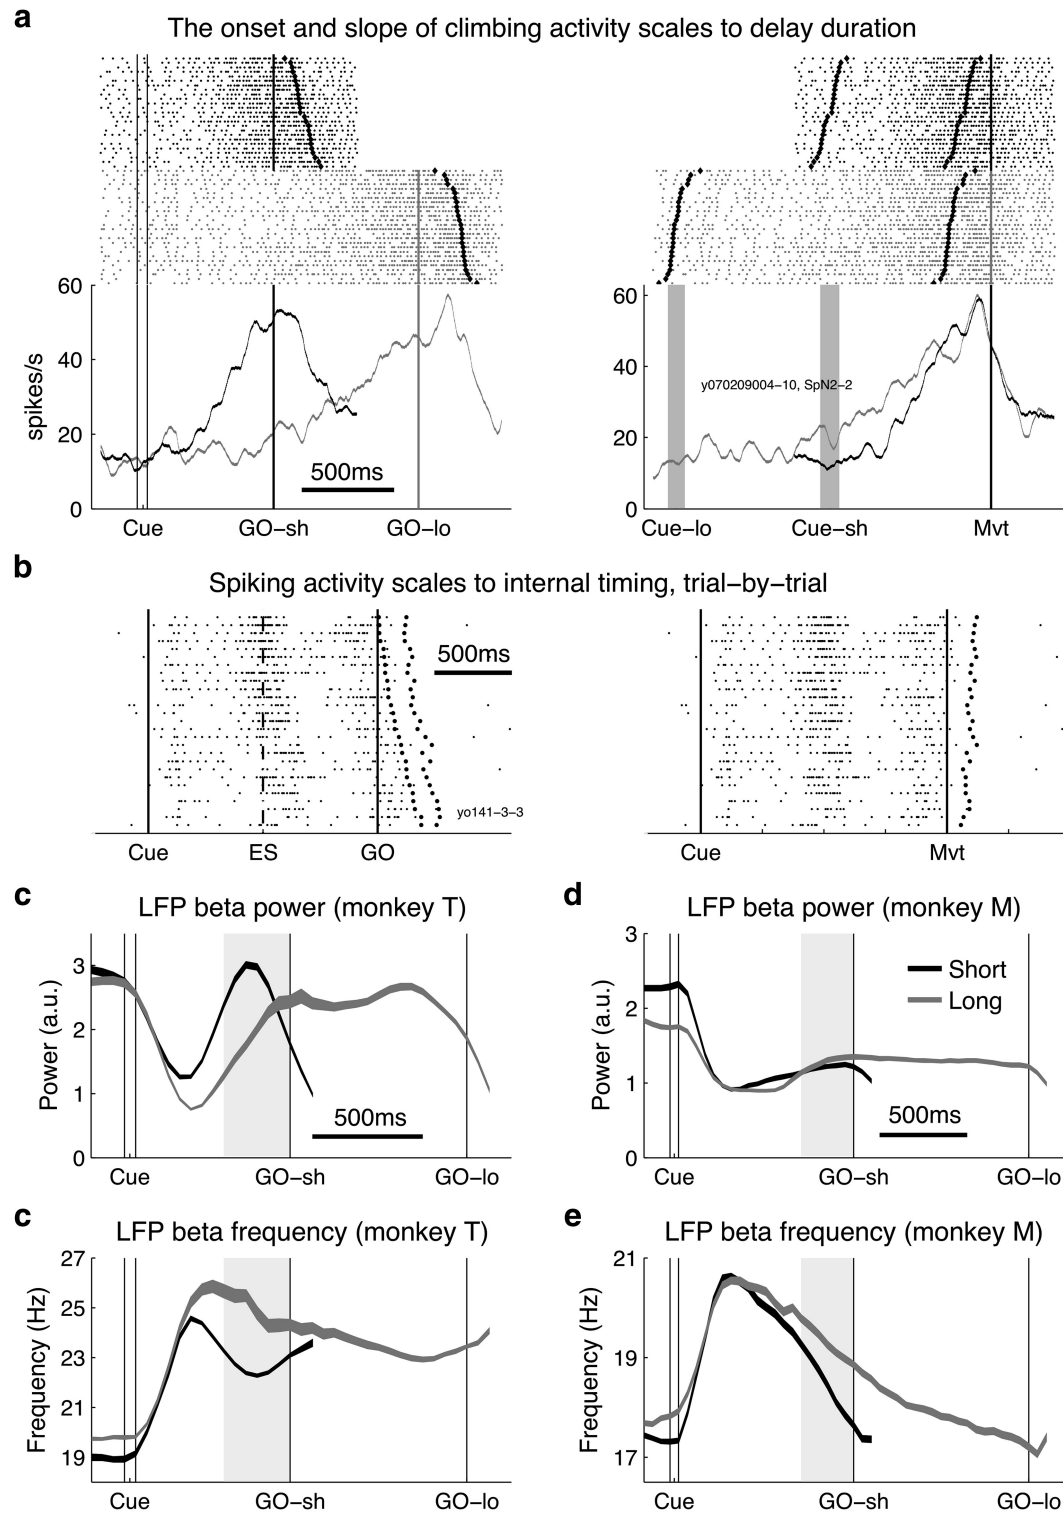 a
The onset and slope of climbing activity scales to delay duration
60
40
20
0
spikes/s
500ms
Cue
GO-sh
GO-lo
60
40
20
0
y070209004-10, SpN2-2
Cue-lo
Cue-sh
Mvt
b
Spiking activity scales to internal timing, trial-by-trial
500ms
yo141-3-3
Cue
ES
GO
Cue
Mvt
c
LFP beta power (monkey T)
3
2
1
0
Power (a.u.)
500ms
Cue
GO-sh
GO-lo
d
LFP beta power (monkey M)
3
2
1
0
Power (a.u.)
Short
Long
500ms
Cue
GO-sh
GO-lo
c
LFP beta frequency (monkey T)
27
25
23
21
19
Frequency (Hz)
Cue
GO-sh
GO-lo
e
LFP beta frequency (monkey M)
21
19
17
Frequency (Hz)
Cue
GO-sh
GO-lo